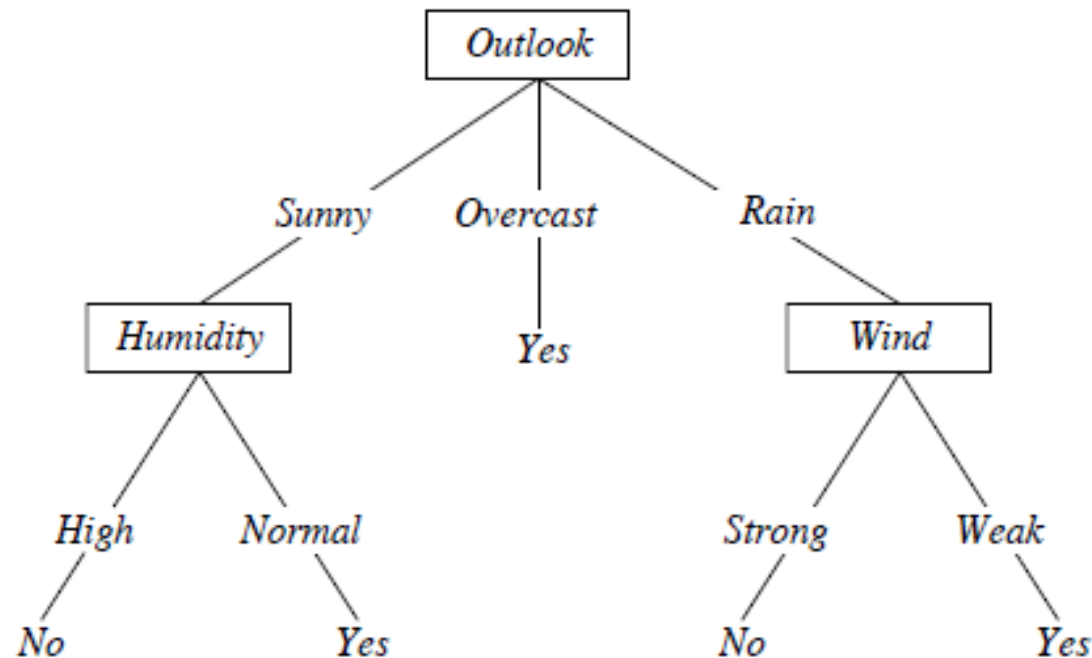 Outlook
Sunny Overcast Rain
Humidity Yes Wind
High Normal Strong Weak
No Yes No Yes